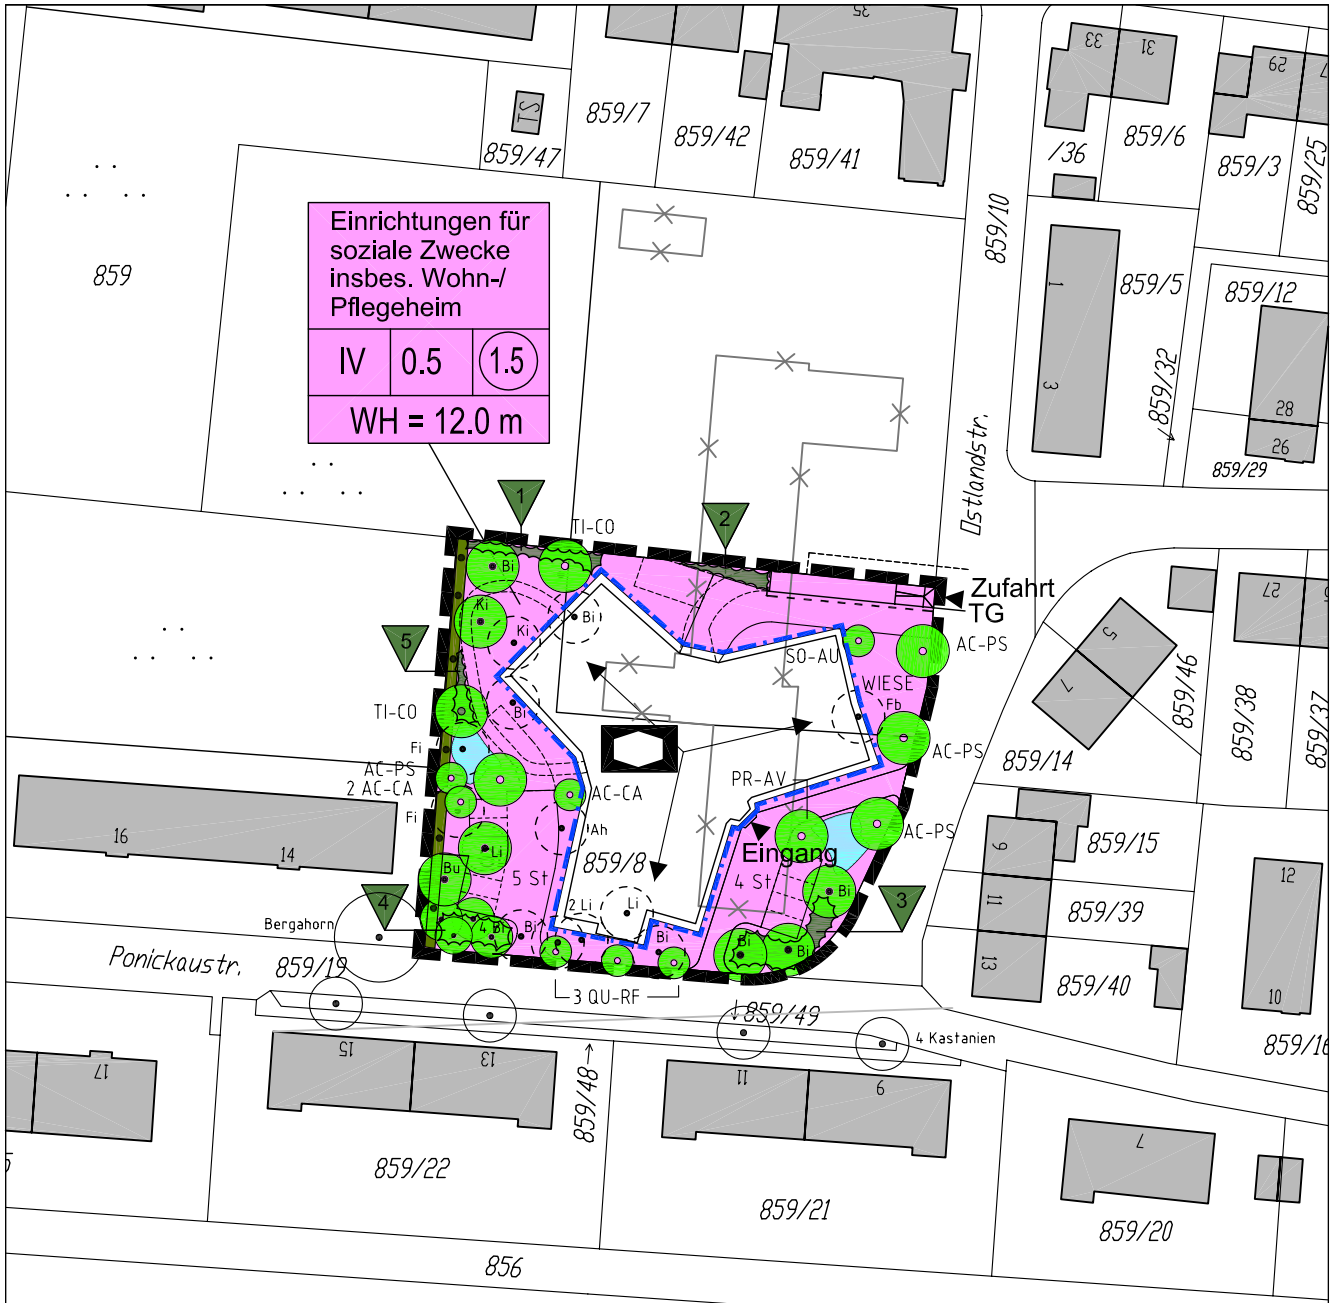 35
33
31
29
TS
859/7
859/42
859/41
859/47
/36
859/6
859/3
859/25
859/10
859
Einrichtungen für
soziale Zwecke
insbes. Wohn-/
Pflegeheim
IV 0.5 1.5
WH = 12.0 m
1
3
859/5
859/12
859/32
28
26
859/29
Ostlandstr.
1
2
TI-CO
Bi
Zufahrt
TG
Ki
Ki
Bi
5
SO-AU
AC-PS
WIESE
Fb
TI-CO
Bi
Fi
AC-PS
2 AC-CA
Fi
AC-CA
PR-AV
AC-PS
AC-PS
Ah
Li
859/8
Eingang
Bu
5 St
4 St
Bi
4
3
2 Li
Li
Bergahorn
4 Bi
Bi
Bi
Bi
Bi
3 QU-RF
5
7
859/46
859/38
27
859/37
859/14
16
14
9
11
13
859/15
859/39
859/40
12
10
859/16
Ponickaustr.
859/19
859/49
4 Kastanien
17
15
13
859/48
11
9
7
859/22
859/21
859/20
856